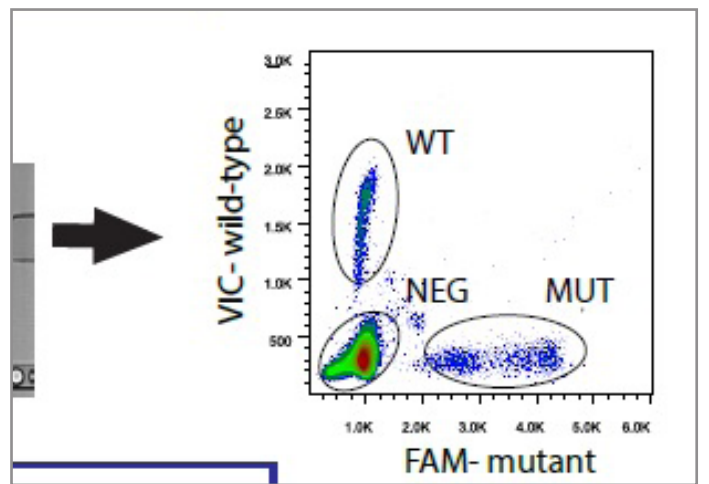 3.0K
2.5K
2.0K
1.5K
1.0K
500
VIC- wild-type
WT
NEG
MUT
1.0K 2.0K 3.0K 4.0K 5.0K 6.0K
FAM- mutant